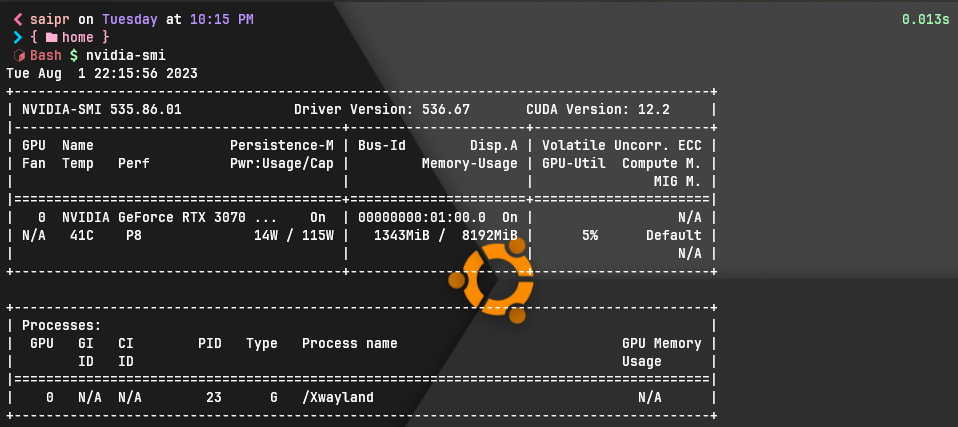 saipr on Tuesday at 10:15 PM 0.013s
{ home }
Bash $ nvidia-smi
Tue Aug  1 22:15:56 2023
+---------------------------------------------------------------------------------------+
| NVIDIA-SMI 535.86.01              Driver Version: 536.67       CUDA Version: 12.2     |
|-----------------------------------------+----------------------+----------------------+
| GPU  Name                 Persistence-M | Bus-Id        Disp.A | Volatile Uncorr. ECC |
| Fan  Temp   Perf          Pwr:Usage/Cap |         Memory-Usage | GPU-Util  Compute M. |
|                                         |                      |               MIG M. |
|=========================================+======================+======================|
|   0  NVIDIA GeForce RTX 3070 ...    On  | 00000000:01:00.0  On |                  N/A |
| N/A   41C    P8              14W / 115W |   1343MiB /  8192MiB |      5%      Default |
|                                         |                      |                  N/A |
+-----------------------------------------+----------------------+----------------------+
+---------------------------------------------------------------------------------------+
| Processes:                                                                            |
|  GPU   GI   CI        PID   Type   Process name                            GPU Memory |
|        ID   ID                                                             Usage      |
|=======================================================================================|
|    0   N/A  N/A        23      G   /Xwayland                                 N/A      |
+---------------------------------------------------------------------------------------+